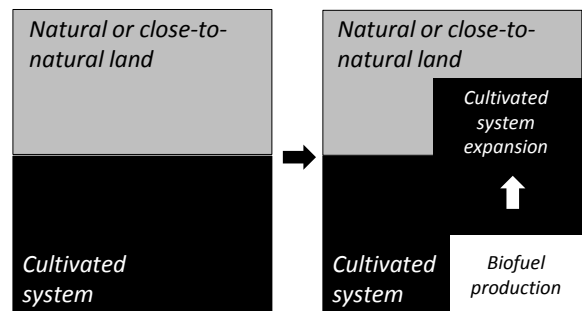 Natural or close-to-
natural land
Cultivated
system
Natural or close-to-
natural land
Cultivated
system
expansion
Cultivated
system
Biofuel
production